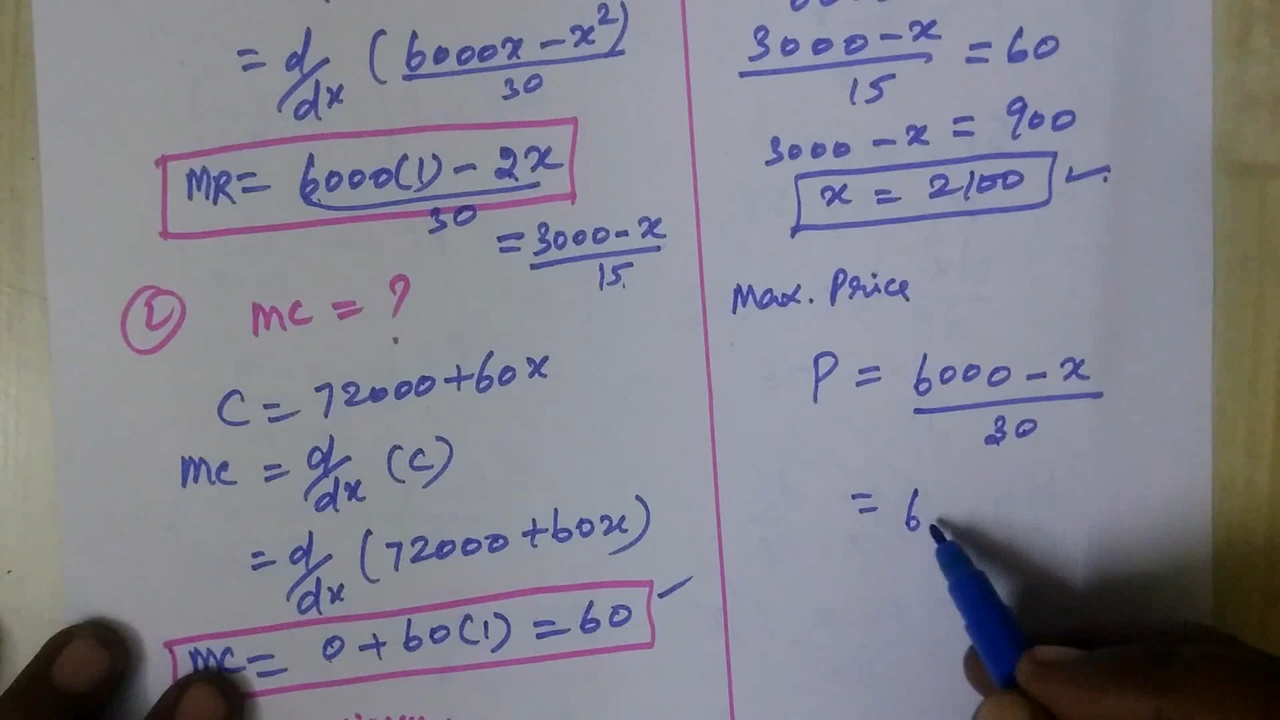 = d/dx (6000x - x²)/30
MR = 6000(1) - 2x / 30
= 3000 - x / 15
② MC = ?
C = 72000 + 60x
MC = d/dx (C)
= d/dx (72000 + 60x)
MC = 0 + 60(1) = 60 ✓
3000 - x / 15 = 60
3000 - x = 900
x = 2100 ✓
Max. Price
P = 6000 - x / 30
= 6